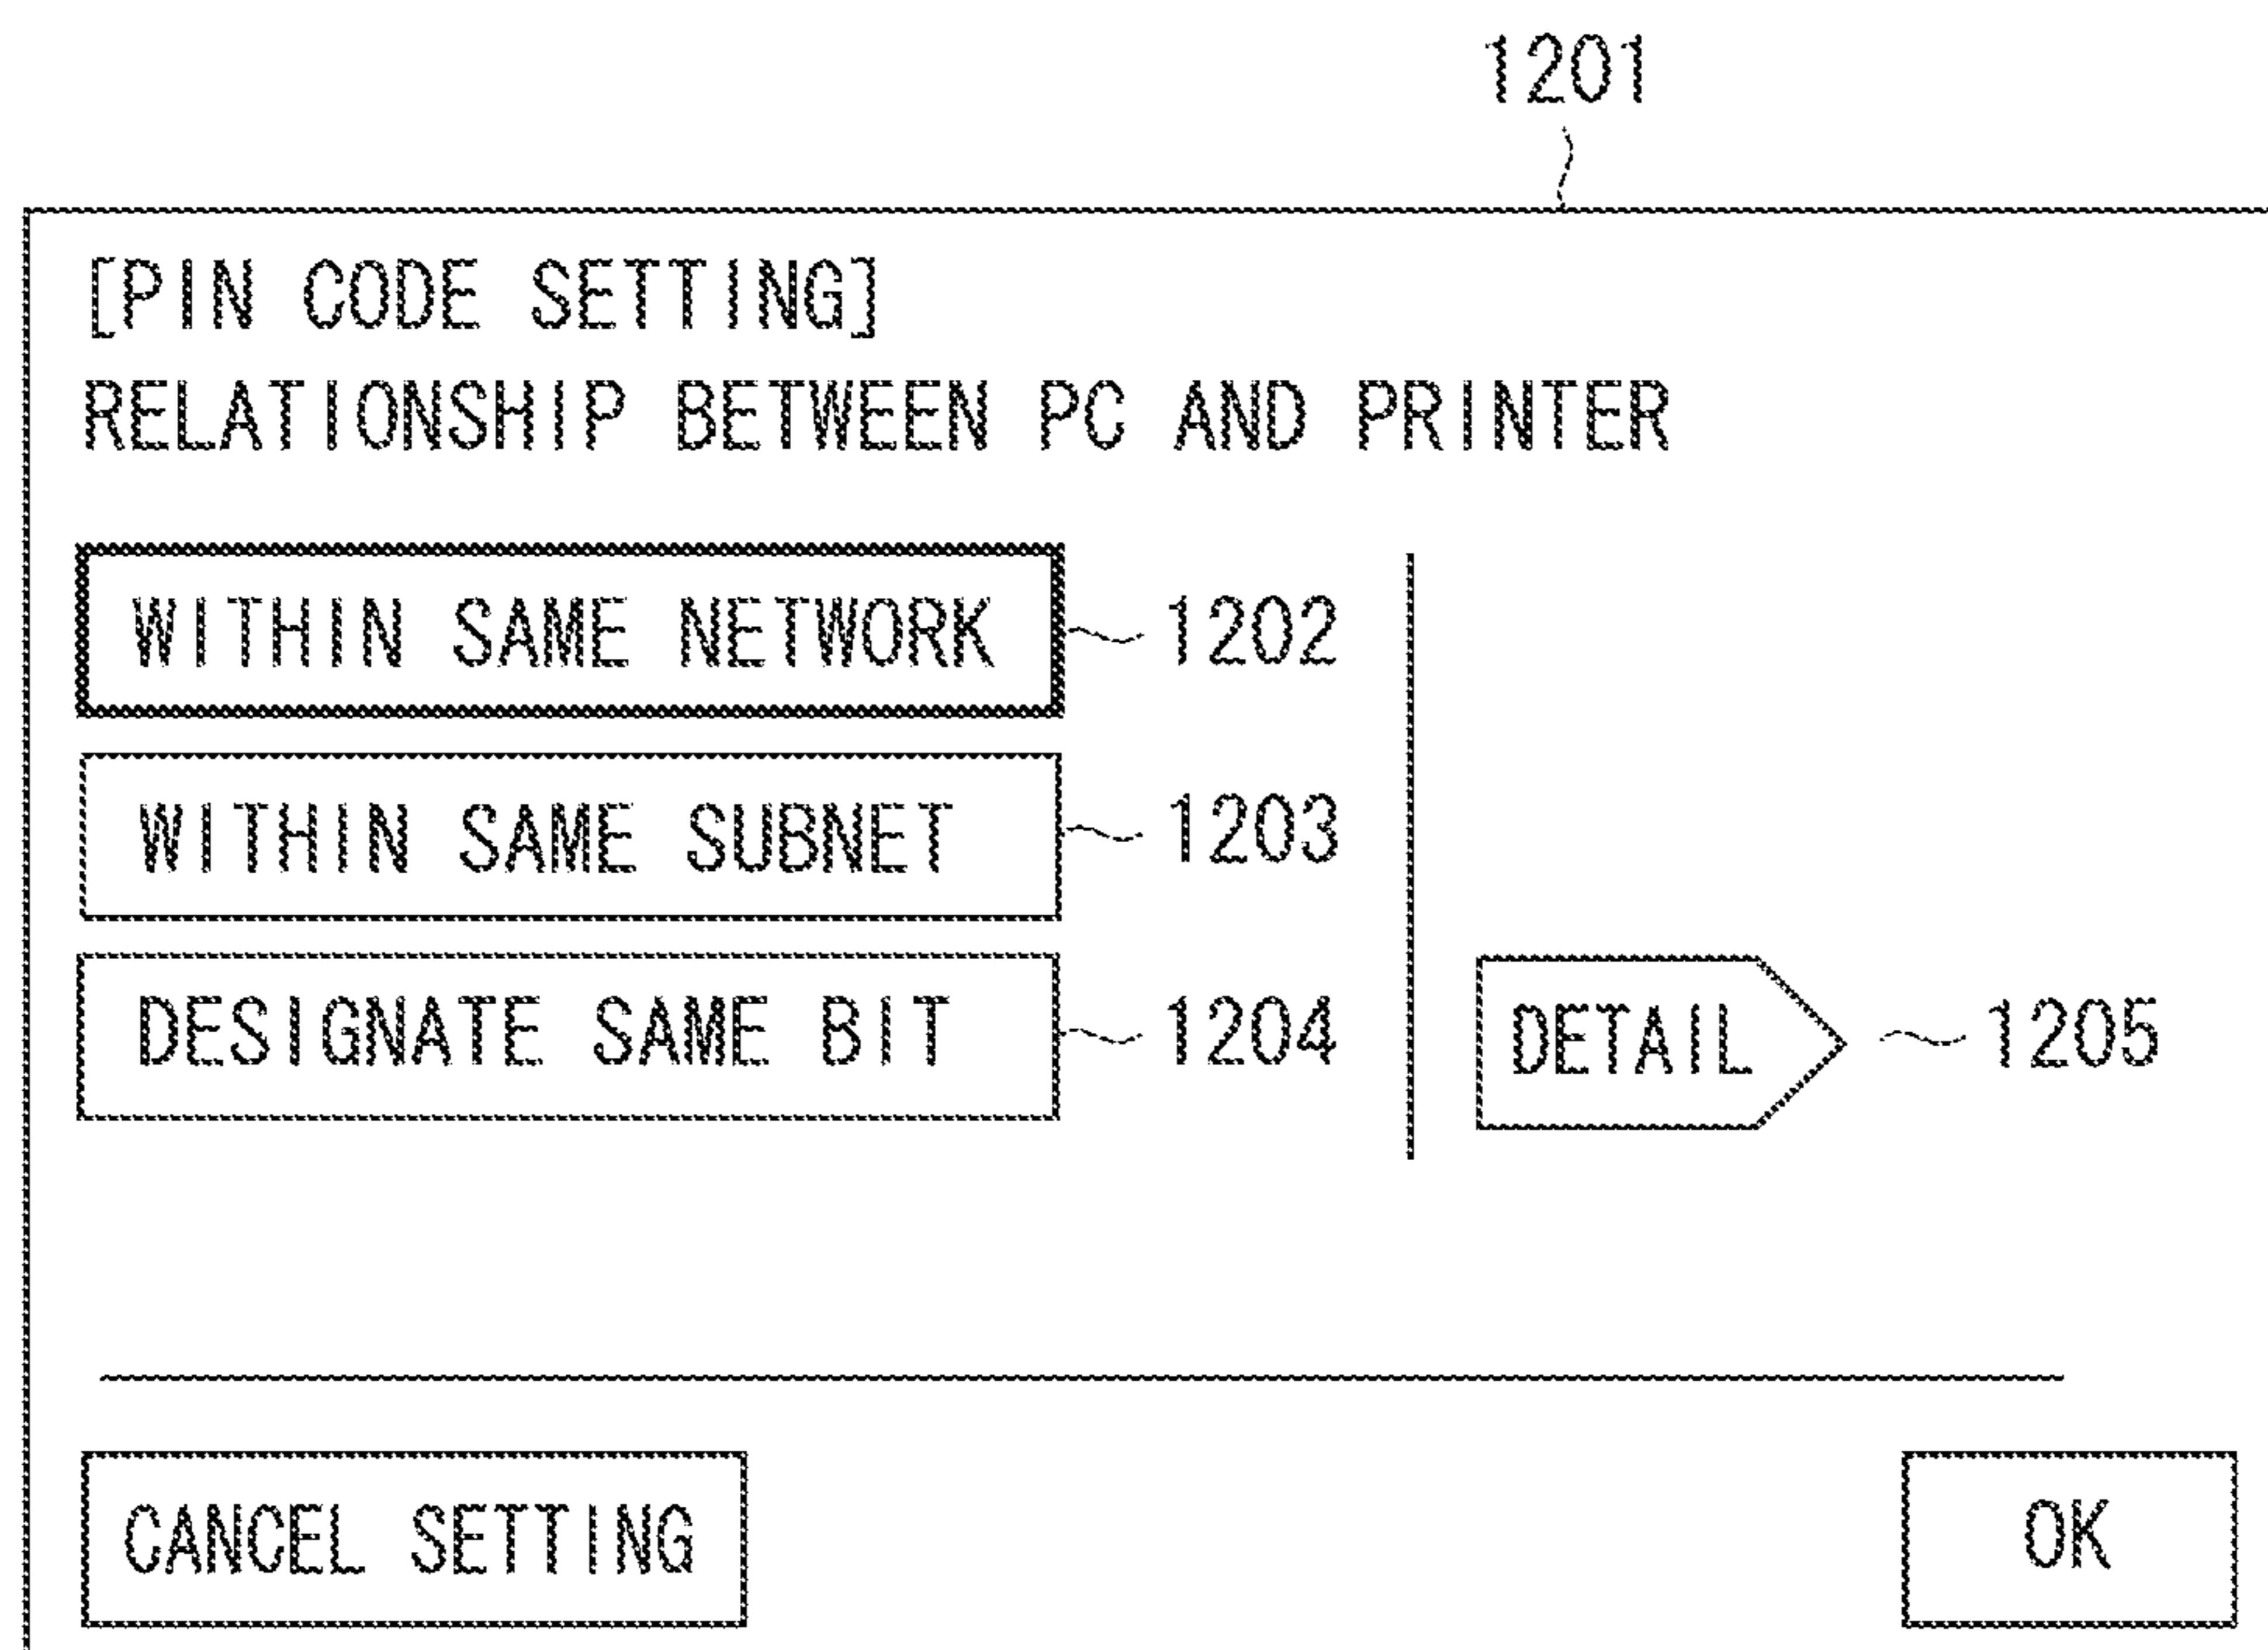 1201
[PIN CODE SETTING]
RELATIONSHIP BETWEEN PC AND PRINTER
WITHIN SAME NETWORK 1202
WITHIN SAME SUBNET 1203
DESIGNATE SAME BIT 1204 DETAIL 1205
CANCEL SETTING OK